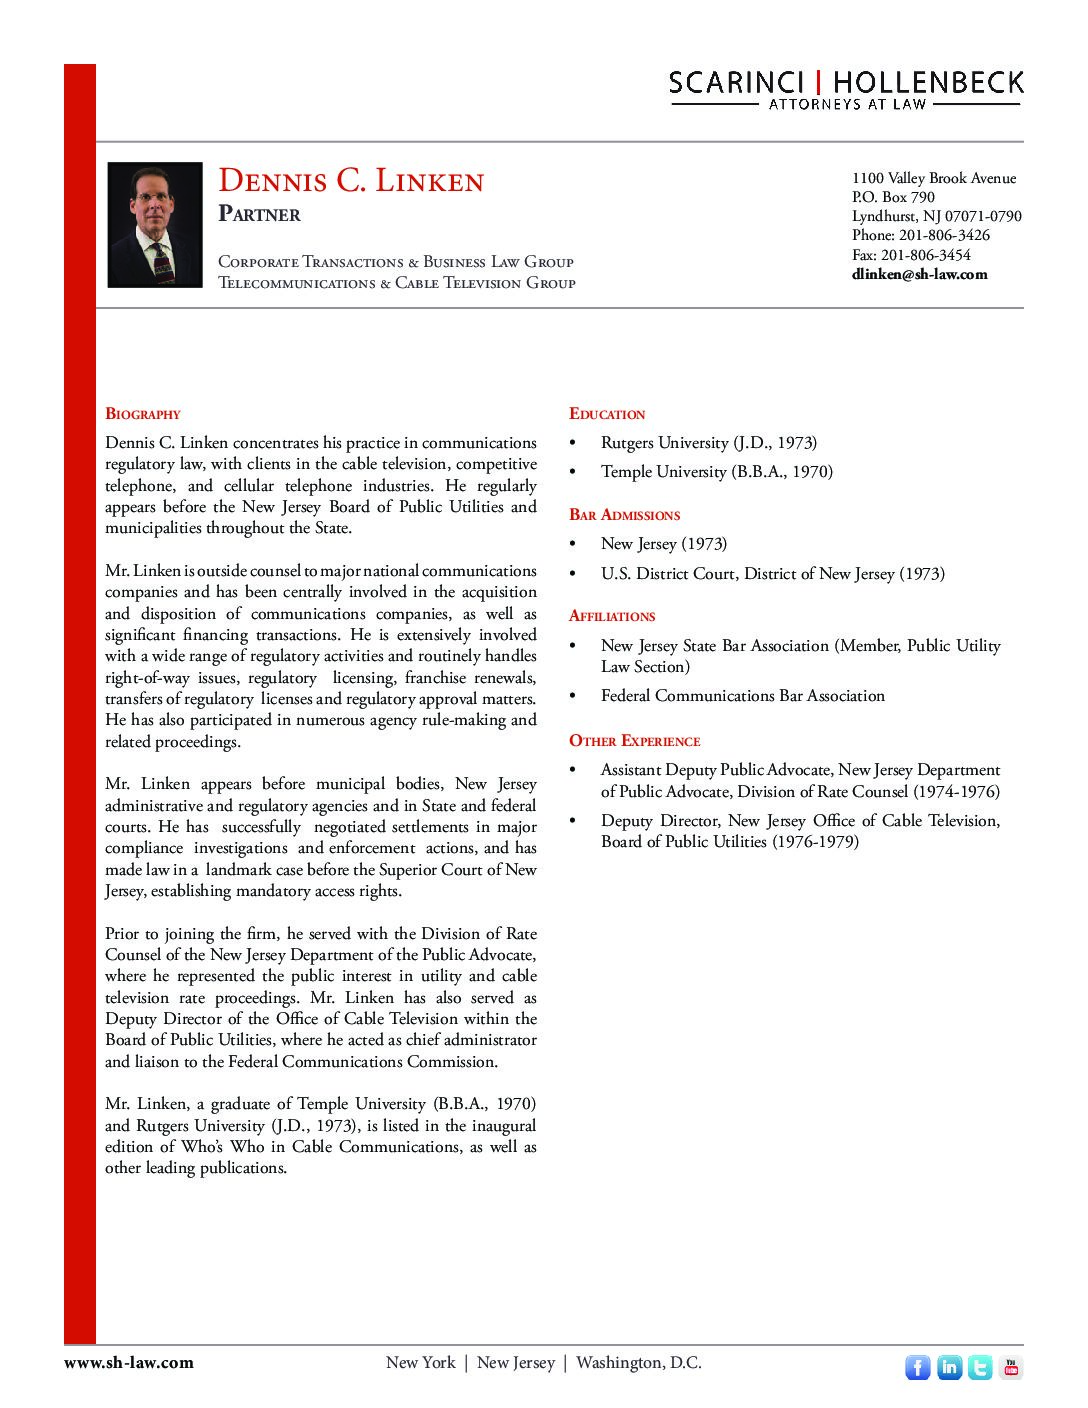 SCARINCI | HOLLENBECK
ATTORNEYS AT LAW
Dennis C. Linken
Partner
Corporate Transactions & Business Law Group
Telecommunications & Cable Television Group
1100 Valley Brook Avenue
P.O. Box 790
Lyndhurst, NJ 07071-0790
Phone: 201-806-3426
Fax: 201-806-3454
dlinken@sh-law.com
Biography
Dennis C. Linken concentrates his practice in communications
regulatory law, with clients in the cable television, competitive
telephone, and cellular telephone industries. He regularly
appears before the New Jersey Board of Public Utilities and
municipalities throughout the State.
Mr. Linken is outside counsel to major national communications
companies and has been centrally involved in the acquisition
and disposition of communications companies, as well as
significant financing transactions. He is extensively involved
with a wide range of regulatory activities and routinely handles
right-of-way issues, regulatory licensing, franchise renewals,
transfers of regulatory licenses and regulatory approval matters.
He has also participated in numerous agency rule-making and
related proceedings.
Mr. Linken appears before municipal bodies, New Jersey
administrative and regulatory agencies and in State and federal
courts. He has successfully negotiated settlements in major
compliance investigations and enforcement actions, and has
made law in a landmark case before the Superior Court of New
Jersey, establishing mandatory access rights.
Prior to joining the firm, he served with the Division of Rate
Counsel of the New Jersey Department of the Public Advocate,
where he represented the public interest in utility and cable
television rate proceedings. Mr. Linken has also served as
Deputy Director of the Office of Cable Television within the
Board of Public Utilities, where he acted as chief administrator
and liaison to the Federal Communications Commission.
Mr. Linken, a graduate of Temple University (B.B.A., 1970)
and Rutgers University (J.D., 1973), is listed in the inaugural
edition of Who's Who in Cable Communications, as well as
other leading publications.
Education
• Rutgers University (J.D., 1973)
• Temple University (B.B.A., 1970)
Bar Admissions
• New Jersey (1973)
• U.S. District Court, District of New Jersey (1973)
Affiliations
• New Jersey State Bar Association (Member, Public Utility
Law Section)
• Federal Communications Bar Association
Other Experience
• Assistant Deputy Public Advocate, New Jersey Department
of Public Advocate, Division of Rate Counsel (1974-1976)
• Deputy Director, New Jersey Office of Cable Television,
Board of Public Utilities (1976-1979)
www.sh-law.com
New York | New Jersey | Washington, D.C.
f in t You Tube